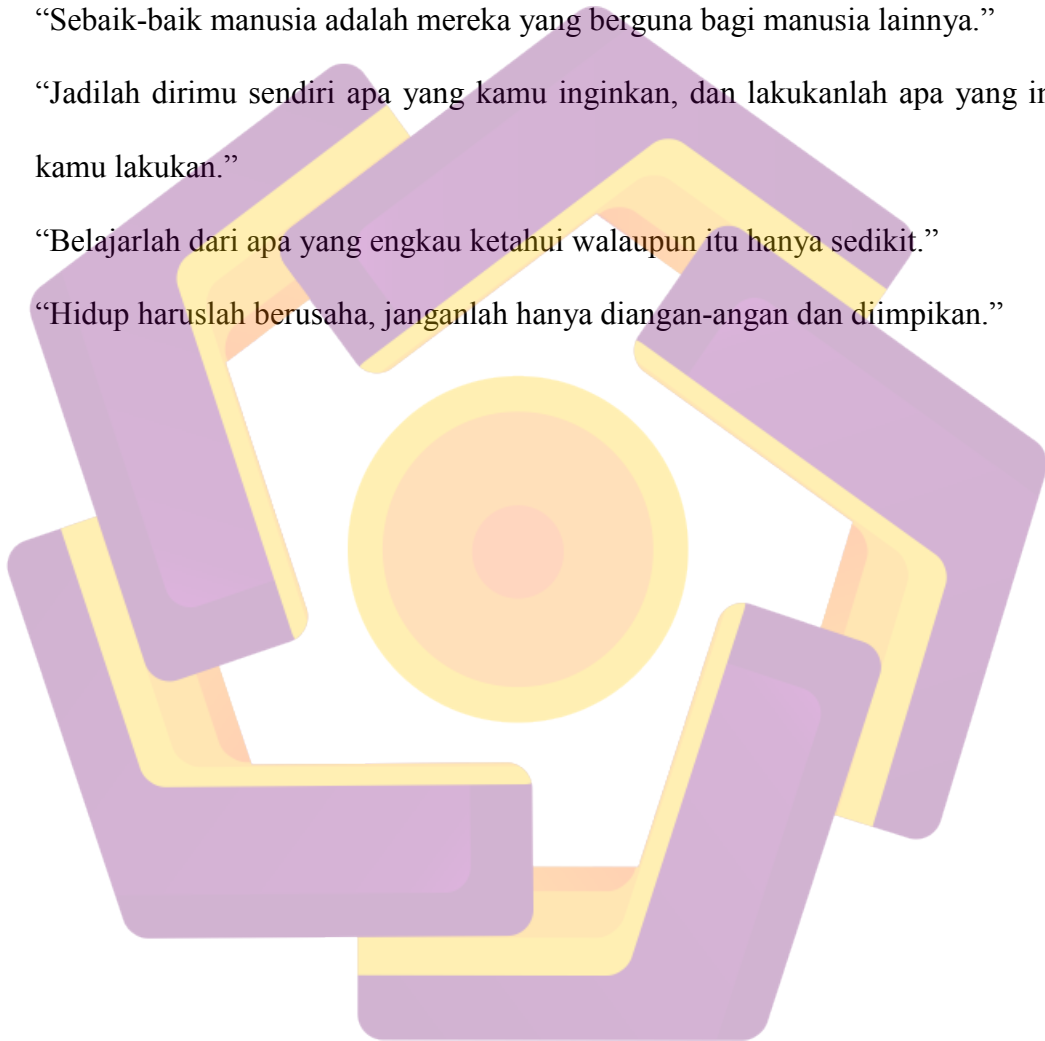 “Sebaik-baik manusia adalah mereka yang berguna bagi manusia lainnya.”
“Jadilah dirimu sendiri apa yang kamu inginkan, dan lakukanlah apa yang
kamu lakukan.”
“Belajarlah dari apa yang engkau ketahui walaupun itu hanya sedikit.”
“Hidup haruslah berusaha, janganlah hanya diangan-angan dan diimpikan.”